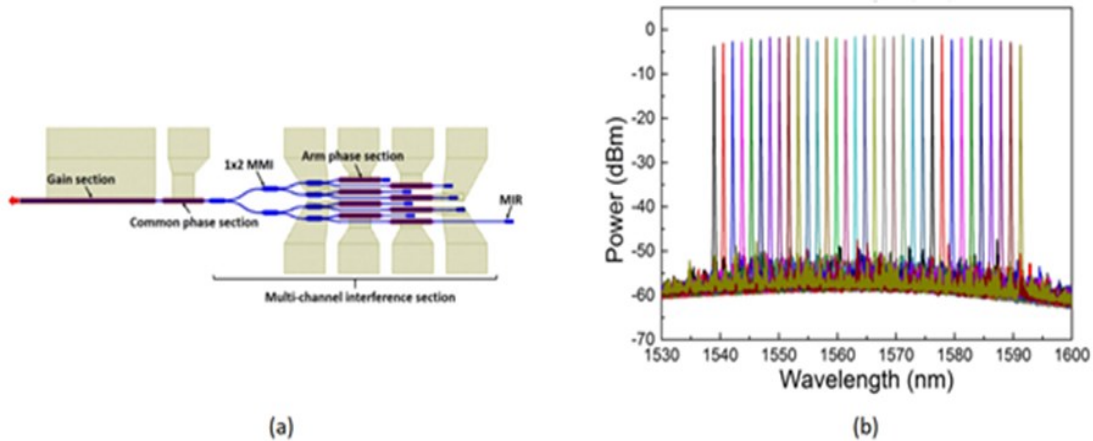 Gain section
Common phase section
1x2 MMI
Arm phase section
MIR
Multi-channel interference section
(a)
Power (dBm)
0
-10
-20
-30
-40
-50
-60
-70
1530 1540 1550 1560 1570 1580 1590 1600
Wavelength (nm)
(b)